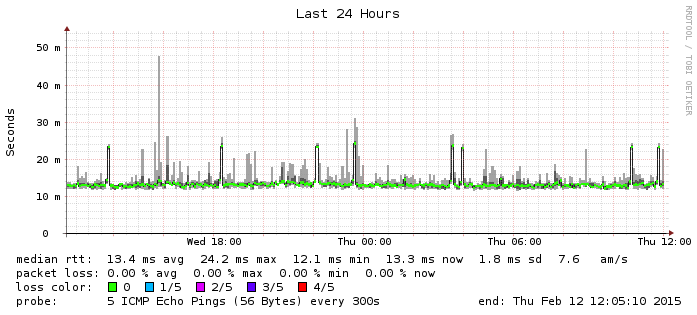 Last 24 Hours
RRDTOOL / TOBI OETIKER
Seconds
50 m
40 m
30 m
20 m
10 m
0
Wed 18:00 Thu 00:00 Thu 06:00 Thu 12:00
median rtt: 13.4 ms avg 24.2 ms max 12.1 ms min 13.3 ms now 1.8 ms sd 7.6 am/s
packet loss: 0.00 % avg 0.00 % max 0.00 % min 0.00 % now
loss color: 0 1/5 2/5 3/5 4/5
probe: 5 ICMP Echo Pings (56 Bytes) every 300s end: Thu Feb 12 12:05:10 2015